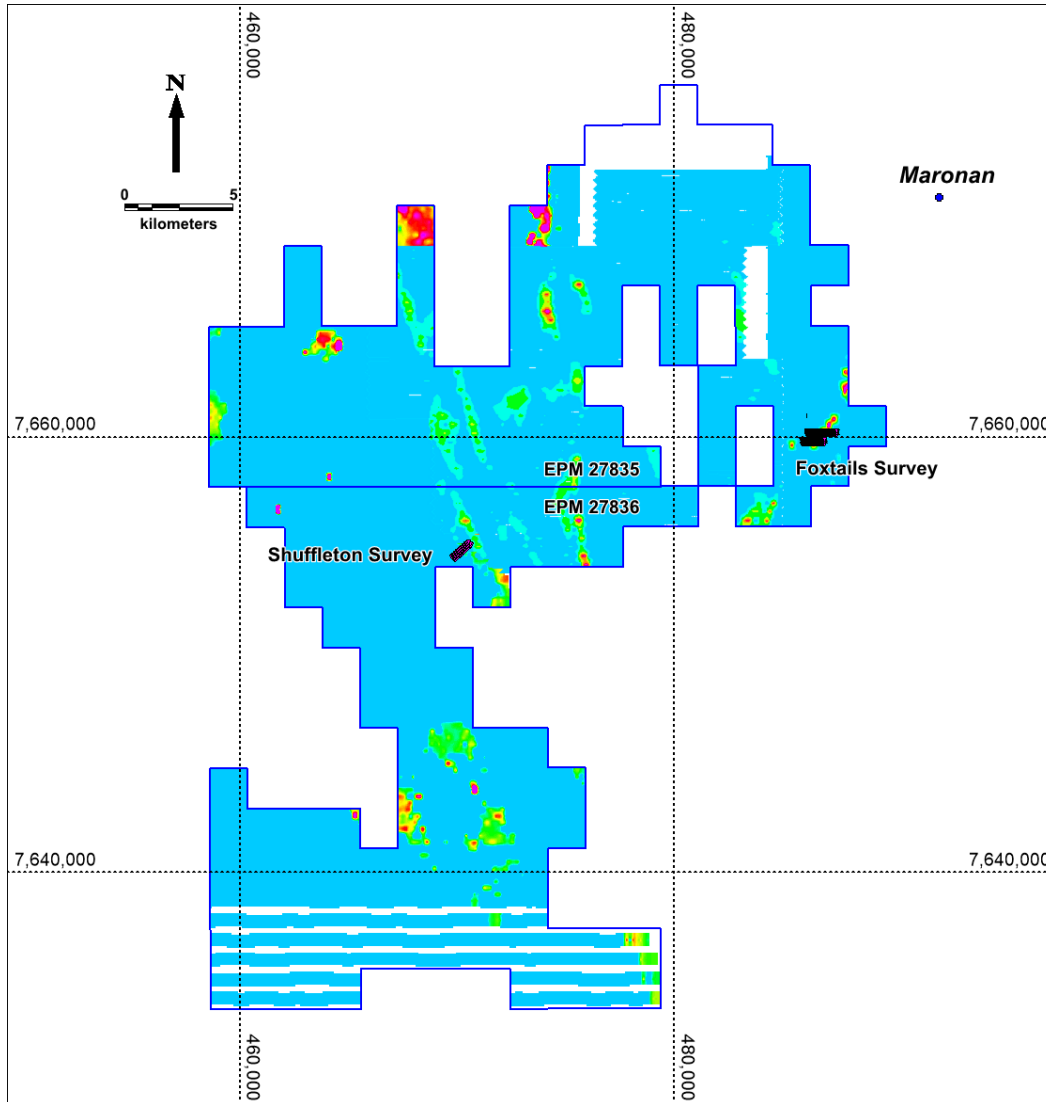 460,000
480,000
N
0 5
kilometers
Maronan
7,660,000
7,660,000
EPM 27835
Foxtails Survey
EPM 27836
Shuffleton Survey
7,640,000
7,640,000
460,000
480,000